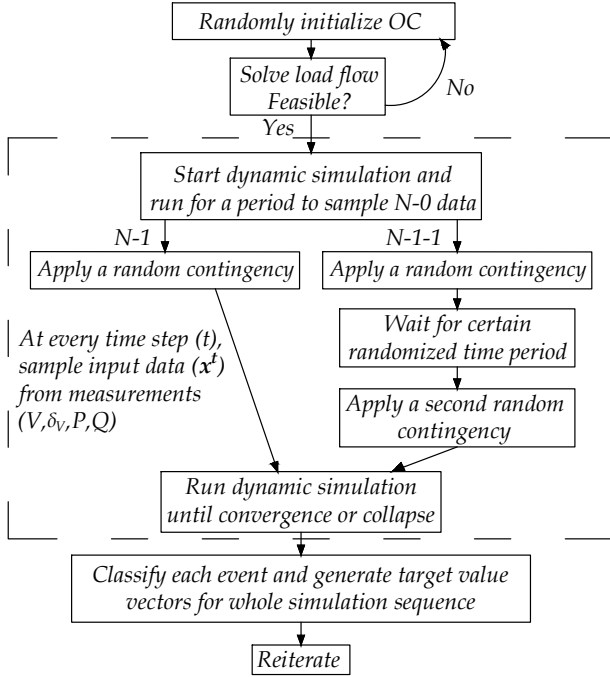 Randomly initialize OC
Solve load flow
Feasible?
No
Yes
Start dynamic simulation and
run for a period to sample N-0 data
N-1
N-1-1
Apply a random contingency
Apply a random contingency
At every time step (t),
sample input data (x^t)
from measurements
(V,δ_V,P,Q)
Wait for certain
randomized time period
Apply a second random
contingency
Run dynamic simulation
until convergence or collapse
Classify each event and generate target value
vectors for whole simulation sequence
Reiterate